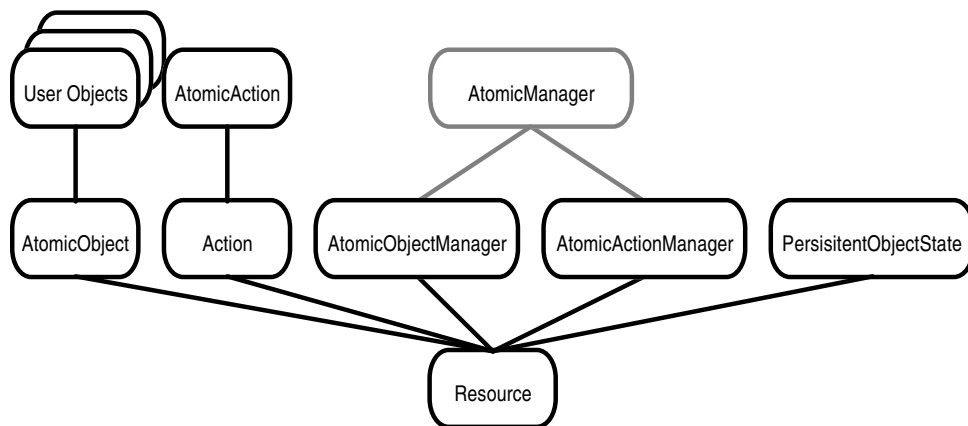 User Objects
AtomicAction
AtomicManager
AtomicObject
Action
AtomicObjectManager
AtomicActionManager
PersisitentObjectState
Resource